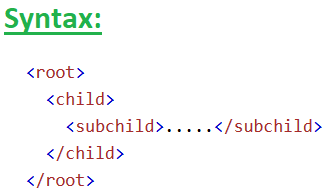 Syntax:
<root>
<child>
<subchild>.....</subchild>
</child>
</root>